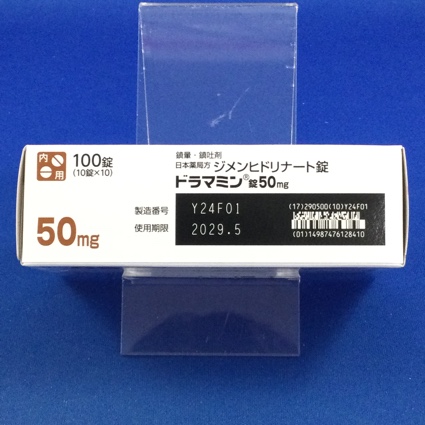 内用
100錠
(10錠×10)
50mg
鎮暈・鎮吐剤
日本薬局方 ジメンヒドリナート錠
ドラマミン®錠50mg
製造番号 Y24F01
使用期限 2029.5
(17)290500(10)Y24F01
(01)14987476128410